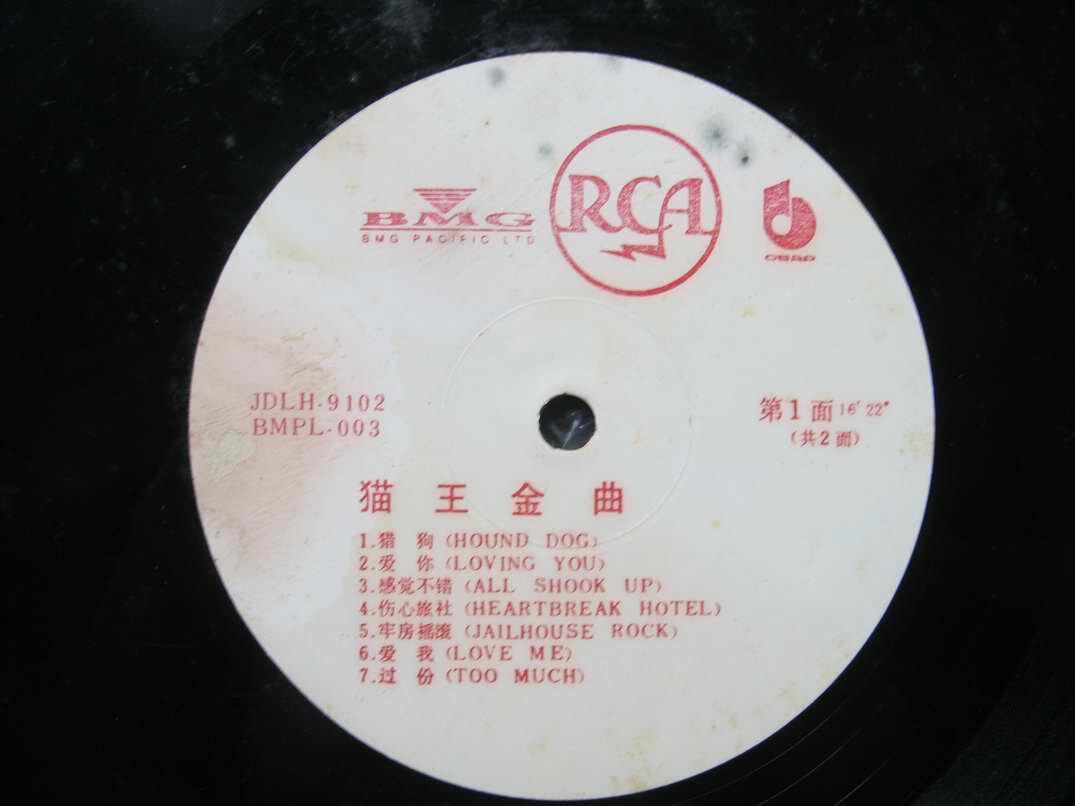 BMG
BMG PACIFIC LTD
RCA
JDLH-9102
BMPL-003
第1面 16′22″
(共2面)
猫王金曲
1.猎 狗 (HOUND DOG)
2.爱 你 (LOVING YOU)
3.感觉不错 (ALL SHOOK UP)
4.伤心旅社 (HEARTBREAK HOTEL)
5.牢房摇滚 (JAILHOUSE ROCK)
6.爱 我 (LOVE ME)
7.过 份 (TOO MUCH)